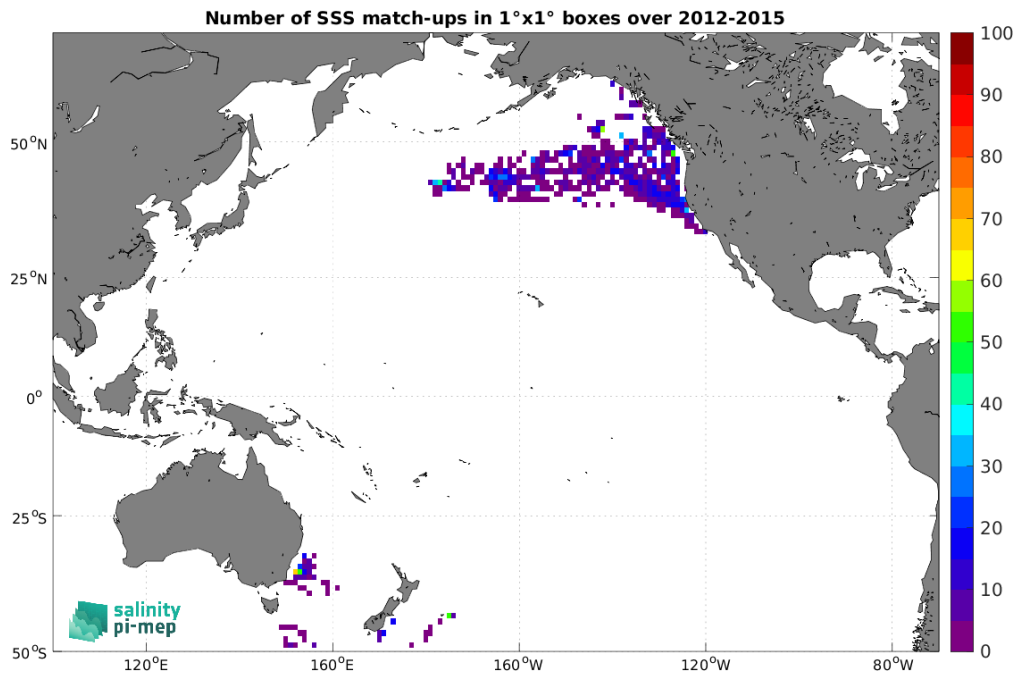 Number of SSS match-ups in 1°x1° boxes over 2012-2015
100
90
80
70
60
50
40
30
20
10
0
50°N
25°N
0°
25°S
50°S
120°E
160°E
160°W
120°W
80°W
salinity
pi-mep